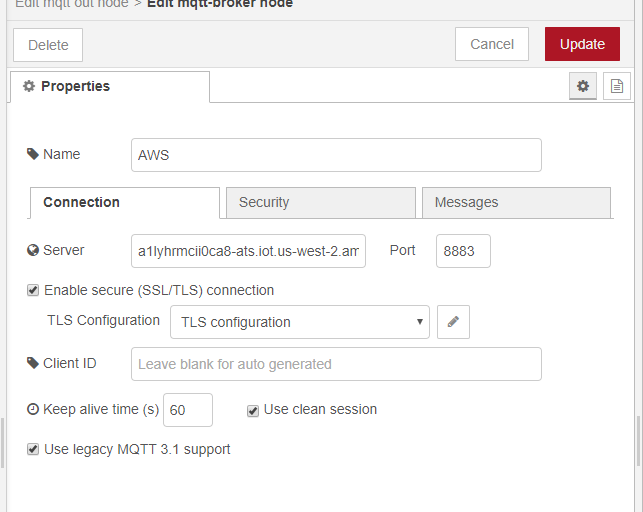 Edit mqtt out node > Edit mqtt-broker node
Delete
Cancel
Update
Properties
Name
AWS
Connection
Security
Messages
Server
a1lyhrmcii0ca8-ats.iot.us-west-2.am
Port
8883
Enable secure (SSL/TLS) connection
TLS Configuration
TLS configuration
Client ID
Leave blank for auto generated
Keep alive time (s)
60
Use clean session
Use legacy MQTT 3.1 support